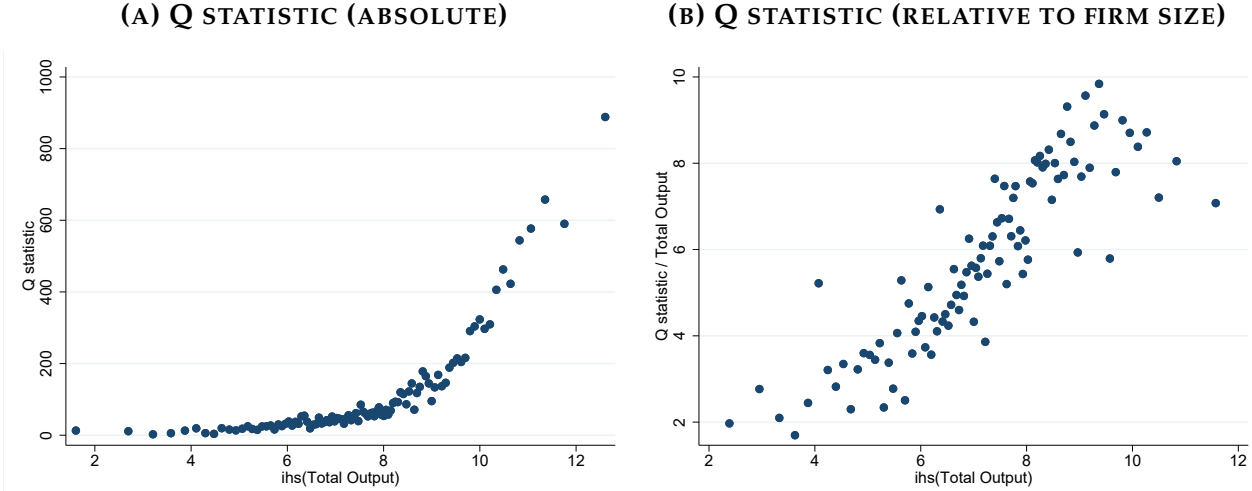 (A) Q STATISTIC (ABSOLUTE)
Q statistic
1000
800
600
400
200
0
2 4 6 8 10 12
ihs(Total Output)
(B) Q STATISTIC (RELATIVE TO FIRM SIZE)
Q statistic / Total Output
10
8
6
4
2
2 4 6 8 10 12
ihs(Total Output)